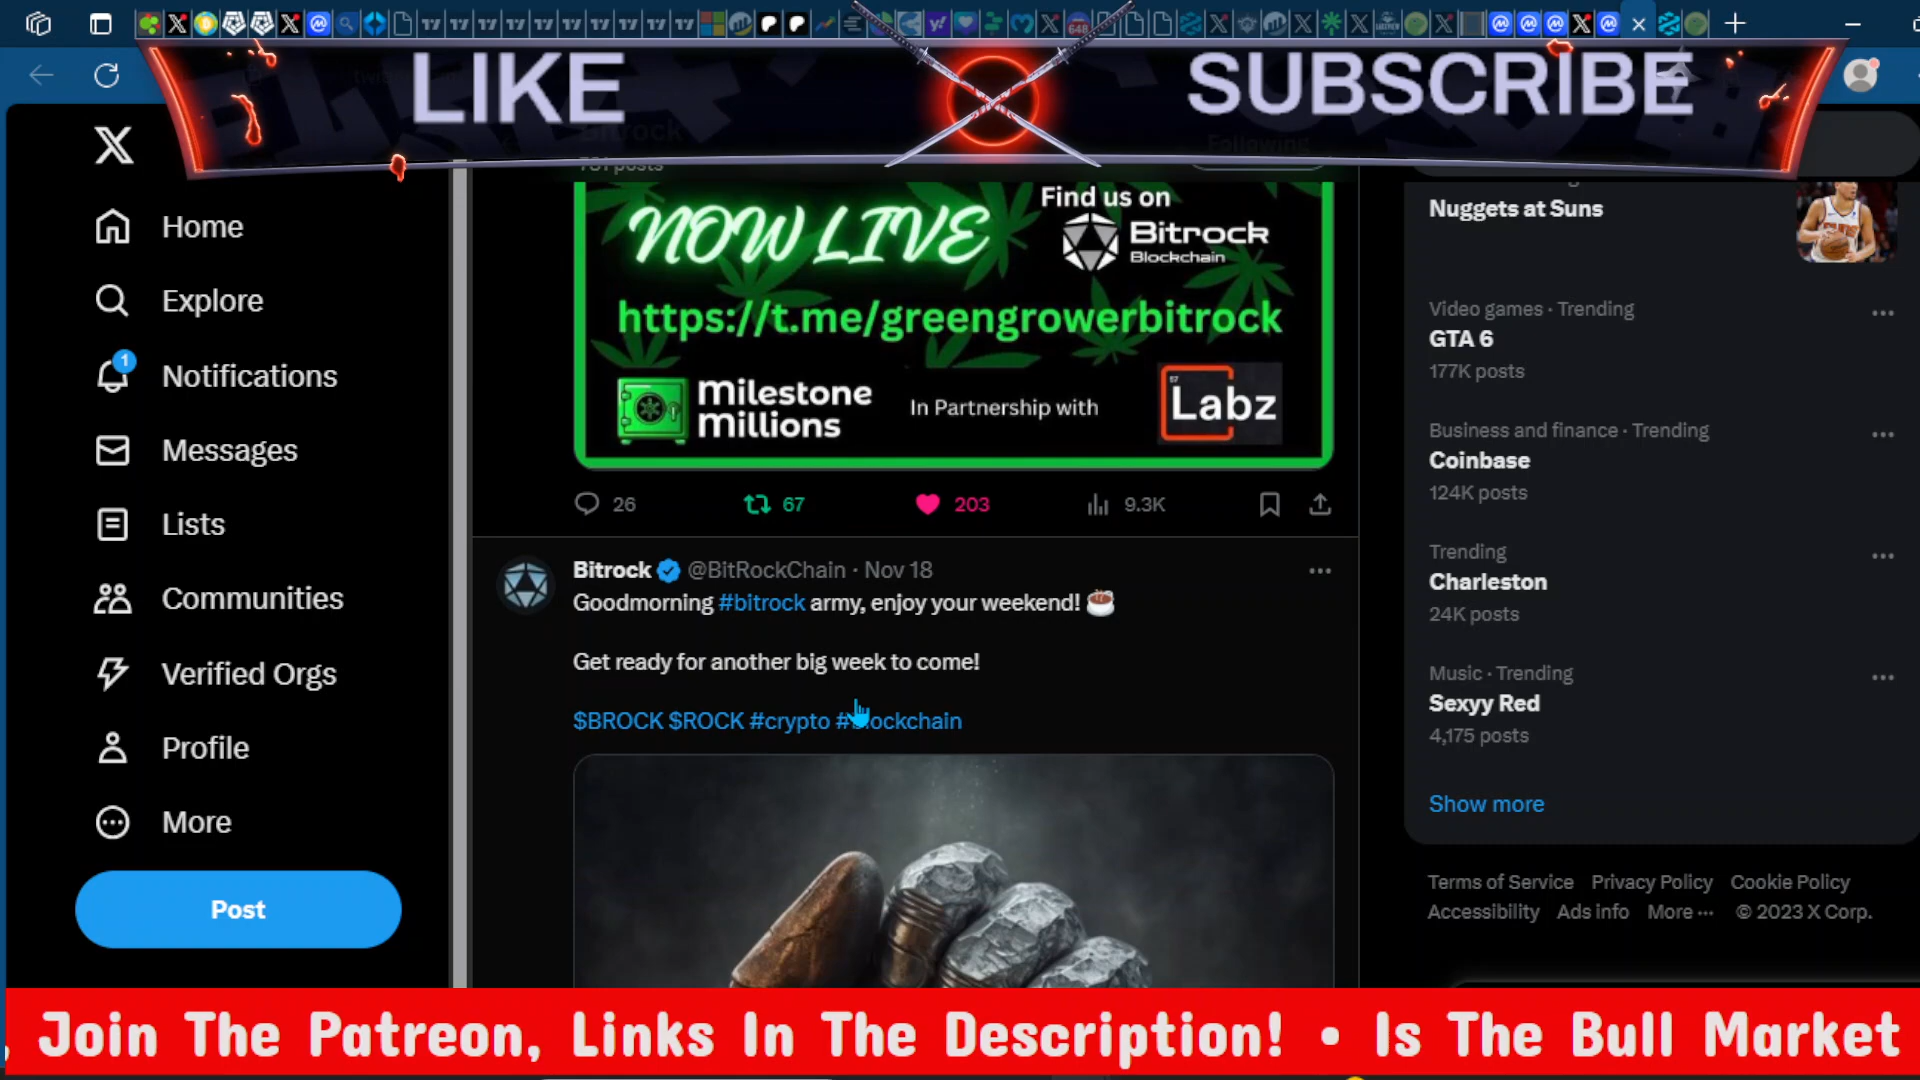 LIKE
SUBSCRIBE
Bitrock
Following
Home
Explore
1
Notifications
Messages
Lists
Communities
Verified Orgs
Profile
More
Post
NOW LIVE
Find us on
Bitrock
Blockchain
https://t.me/greengrowerbitrock
Milestone
Millions
In Partnership with
Labz
26
67
203
9.3K
Bitrock @BitRockChain · Nov 18
Goodmorning #bitrock army, enjoy your weekend! ☕
Get ready for another big week to come!
$BROCK $ROCK #crypto #blockchain
Nuggets at Suns
Video games · Trending
GTA 6
177K posts
Business and finance · Trending
Coinbase
124K posts
Trending
Charleston
24K posts
Music · Trending
Sexyy Red
4,175 posts
Show more
Terms of Service Privacy Policy Cookie Policy
Accessibility Ads info More ··· © 2023 X Corp.
Join The Patreon, Links In The Description! • Is The Bull Market